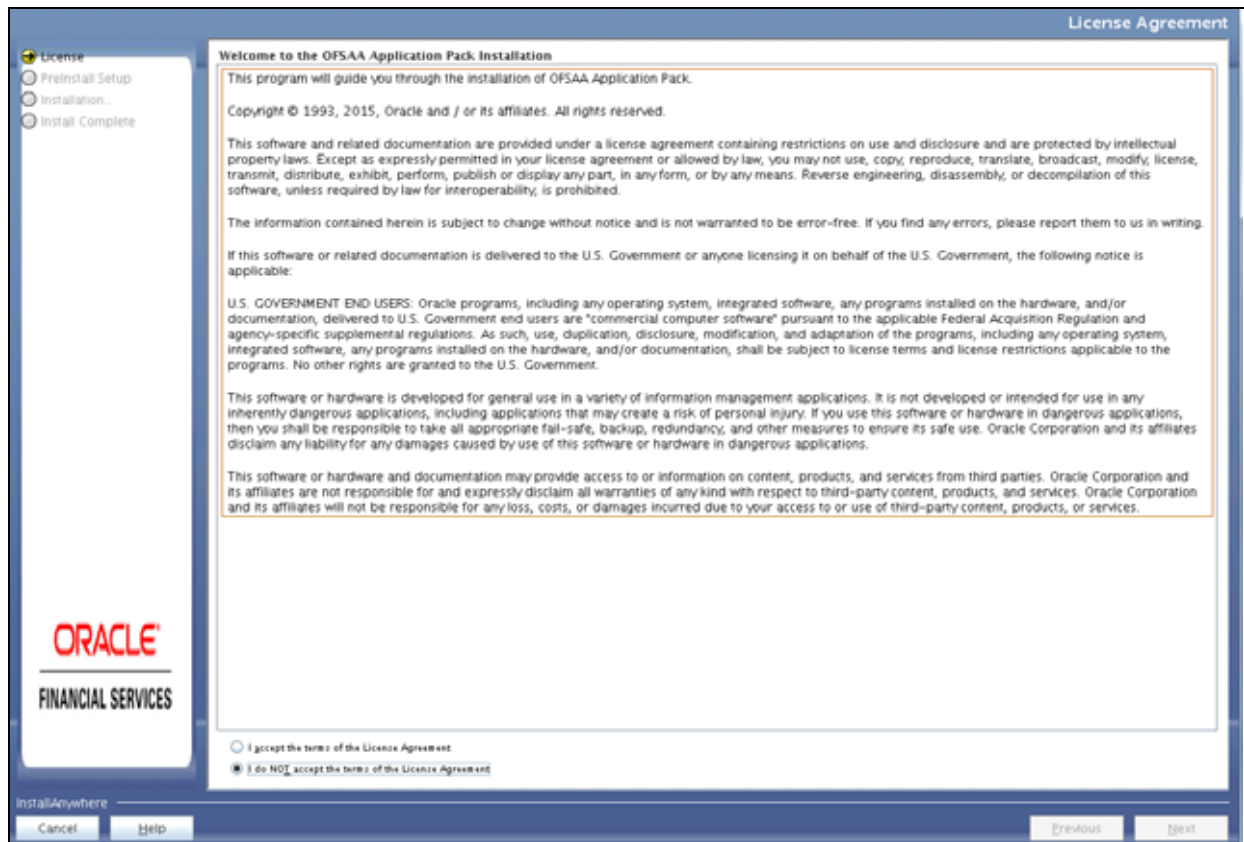 License Agreement
License
PreInstall Setup
Installation..
Install Complete
Welcome to the OFSAA Application Pack Installation
This program will guide you through the installation of OFSAA Application Pack.
Copyright © 1993, 2015, Oracle and / or its affiliates. All rights reserved.
This software and related documentation are provided under a license agreement containing restrictions on use and disclosure and are protected by intellectual
property laws. Except as expressly permitted in your license agreement or allowed by law, you may not use, copy, reproduce, translate, broadcast, modify, license,
transmit, distribute, exhibit, perform, publish or display any part, in any form, or by any means. Reverse engineering, disassembly, or decompilation of this
software, unless required by law for interoperability, is prohibited.
The information contained herein is subject to change without notice and is not warranted to be error-free. If you find any errors, please report them to us in writing.
If this software or related documentation is delivered to the U.S. Government or anyone licensing it on behalf of the U.S. Government, the following notice is
applicable:
U.S. GOVERNMENT END USERS: Oracle programs, including any operating system, integrated software, any programs installed on the hardware, and/or
documentation, delivered to U.S. Government end users are "commercial computer software" pursuant to the applicable Federal Acquisition Regulation and
agency-specific supplemental regulations. As such, use, duplication, disclosure, modification, and adaptation of the programs, including any operating system,
integrated software, any programs installed on the hardware, and/or documentation, shall be subject to license terms and license restrictions applicable to the
programs. No other rights are granted to the U.S. Government.
This software or hardware is developed for general use in a variety of information management applications. It is not developed or intended for use in any
inherently dangerous applications, including applications that may create a risk of personal injury. If you use this software or hardware in dangerous applications,
then you shall be responsible to take all appropriate fail-safe, backup, redundancy, and other measures to ensure its safe use. Oracle Corporation and its affiliates
disclaim any liability for any damages caused by use of this software or hardware in dangerous applications.
This software or hardware and documentation may provide access to or information on content, products, and services from third parties. Oracle Corporation and
its affiliates are not responsible for and expressly disclaim all warranties of any kind with respect to third-party content, products, and services. Oracle Corporation
and its affiliates will not be responsible for any loss, costs, or damages incurred due to your access to or use of third-party content, products, or services.
ORACLE
FINANCIAL SERVICES
I accept the terms of the License Agreement
I do NOT accept the terms of the License Agreement
InstallAnywhere
Cancel
Help
Previous
Next